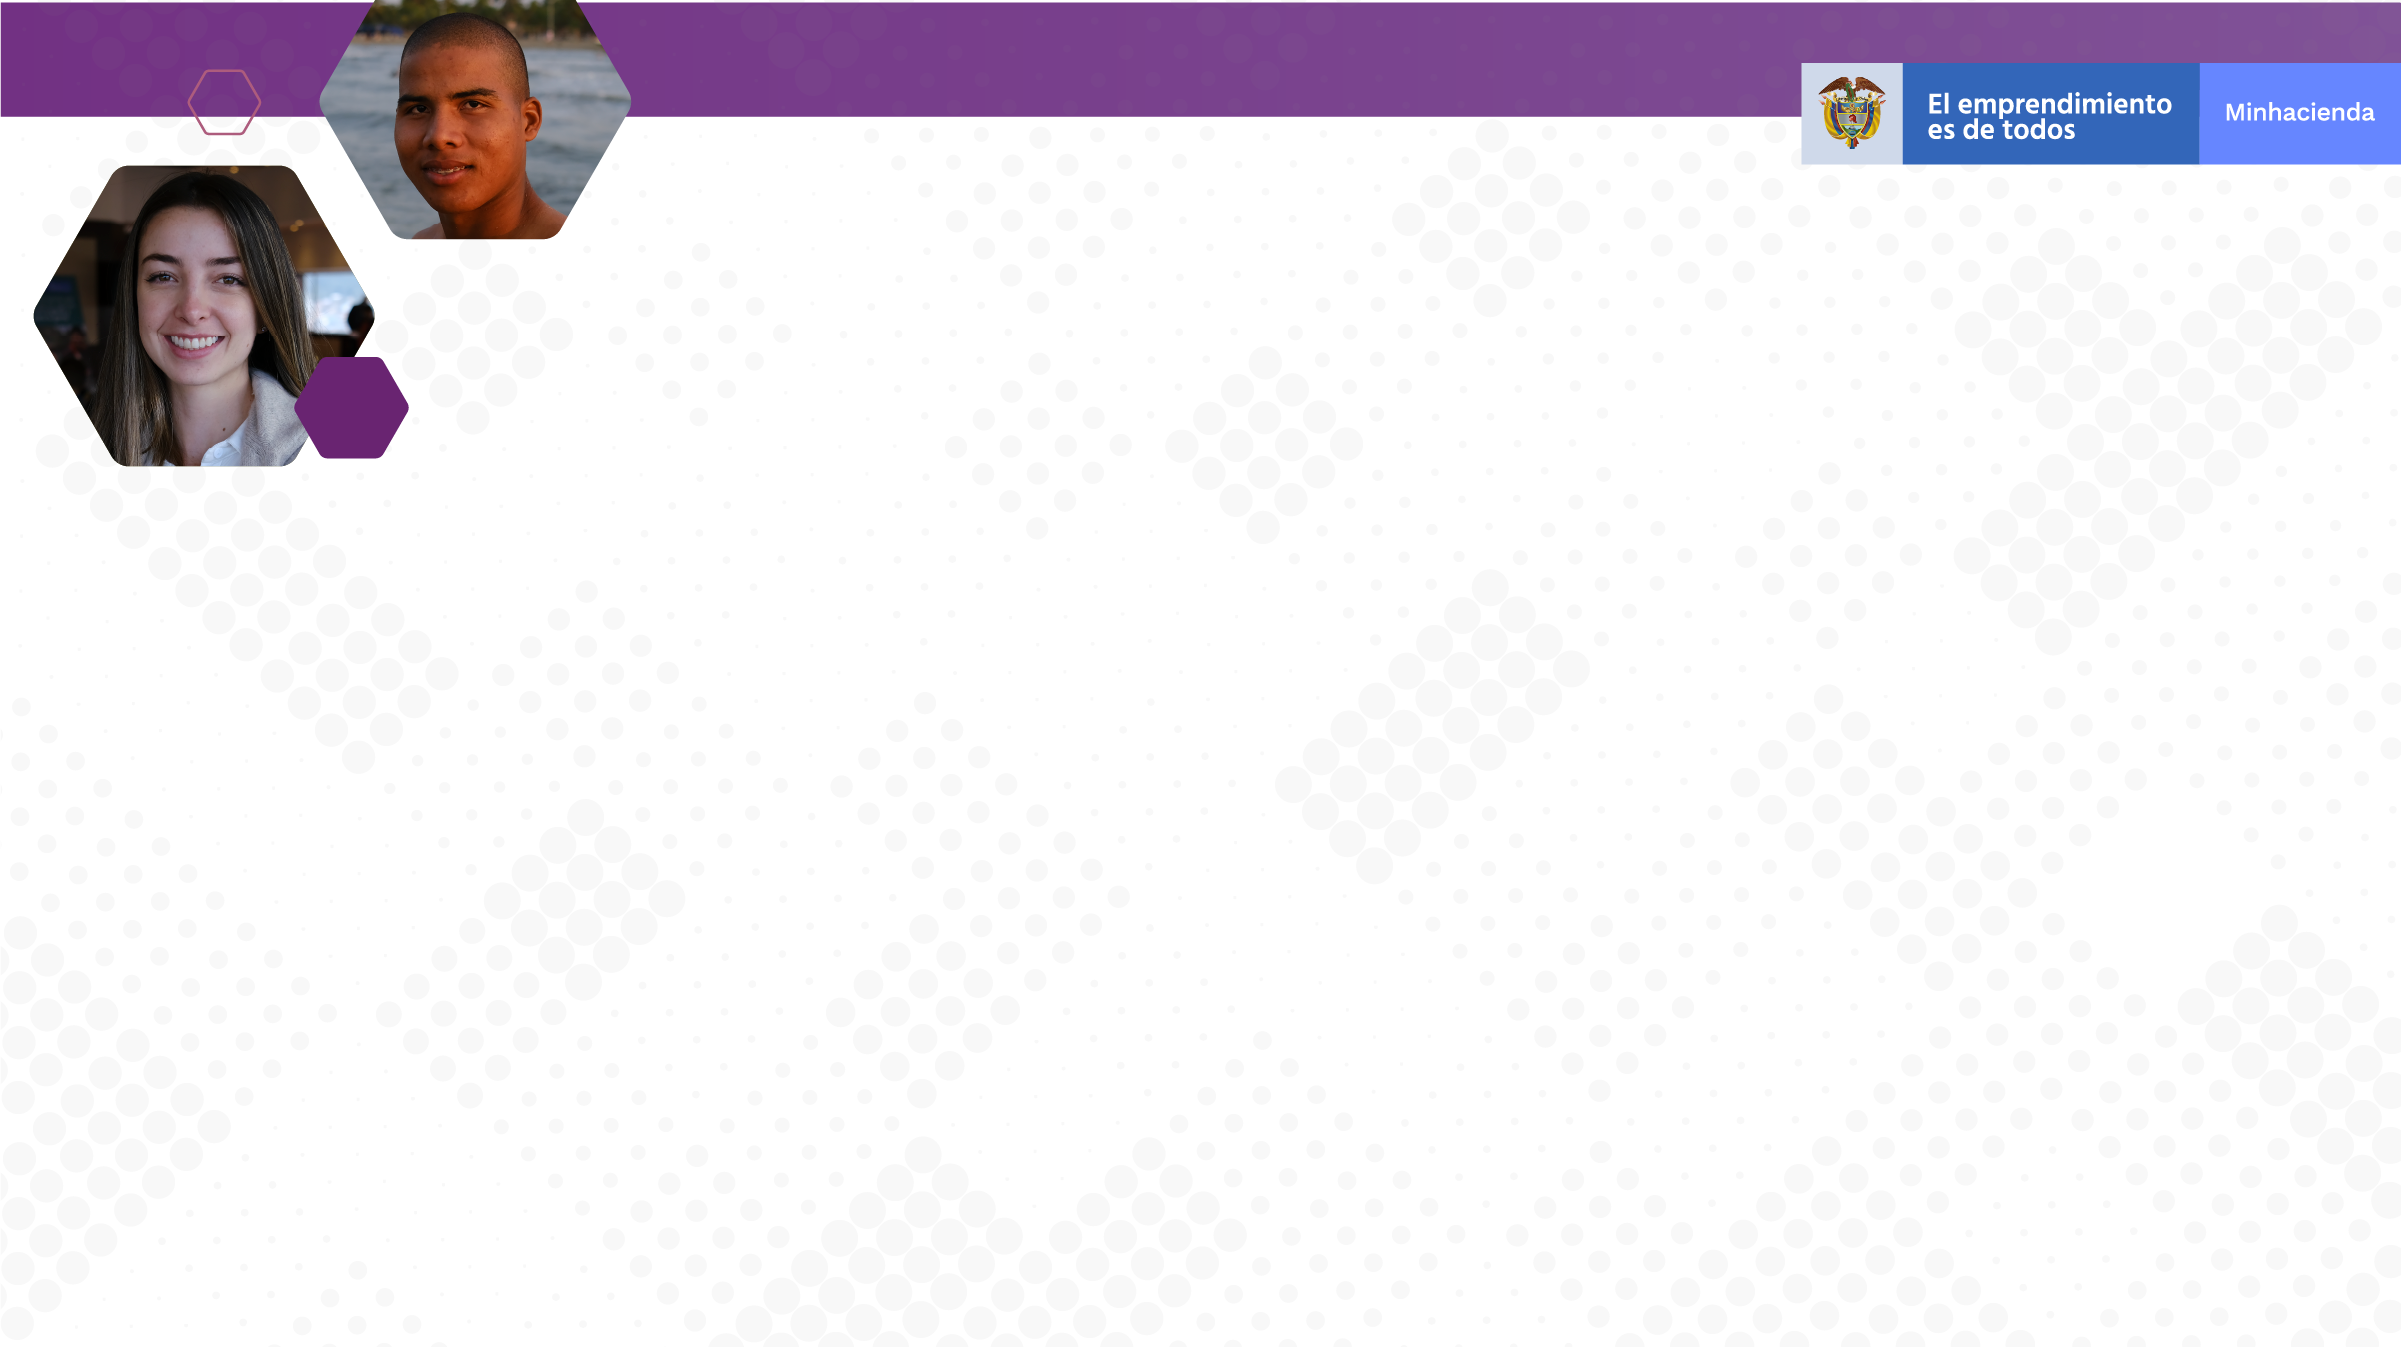 El emprendimiento
es de todos
Minhacienda